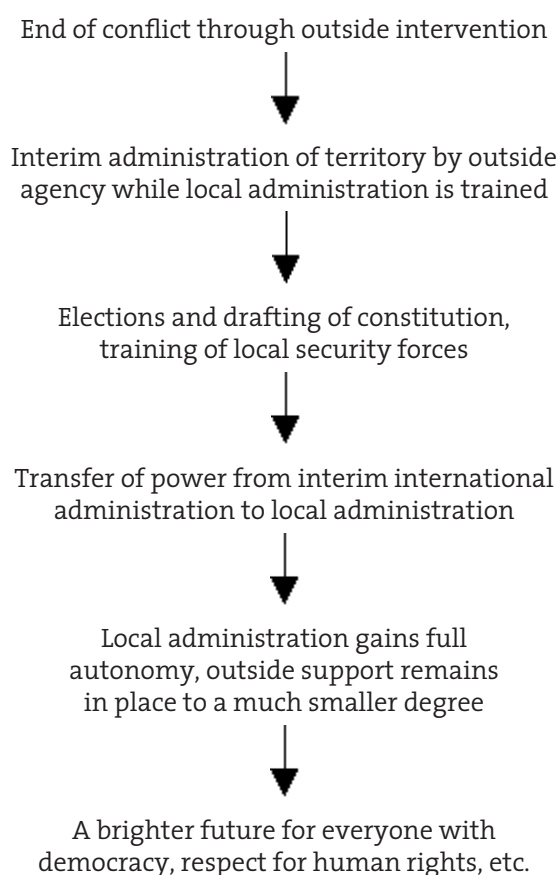 End of conflict through outside intervention
Interim administration of territory by outside
agency while local administration is trained
Elections and drafting of constitution,
training of local security forces
Transfer of power from interim international
administration to local administration
Local administration gains full
autonomy, outside support remains
in place to a much smaller degree
A brighter future for everyone with
democracy, respect for human rights, etc.